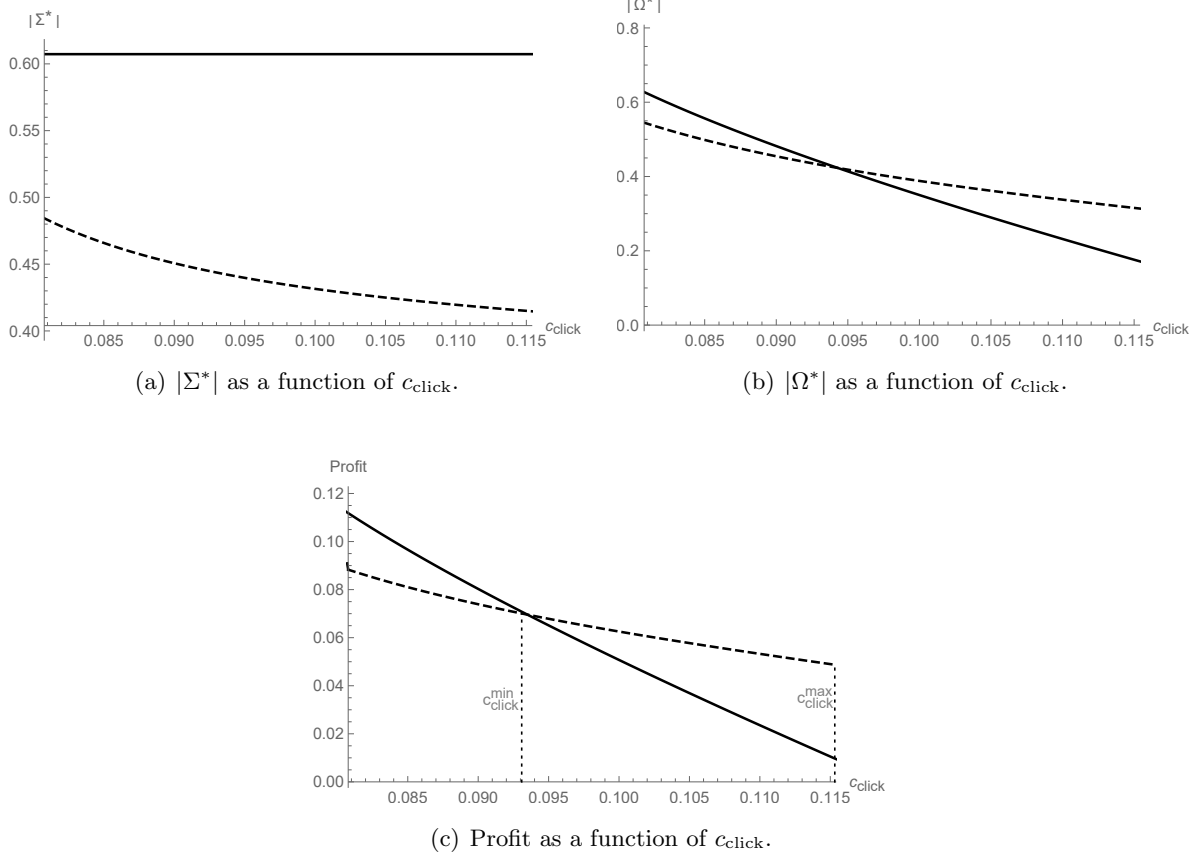 |Σ*|
|Ω*|
0.60
0.55
0.50
0.45
0.40
0.085 0.090 0.095 0.100 0.105 0.110 0.115
c_click
0.8
0.6
0.4
0.2
0.0
0.085 0.090 0.095 0.100 0.105 0.110 0.115
c_click
(a) |Σ*| as a function of c_click.
(b) |Ω*| as a function of c_click.
Profit
0.12
0.10
0.08
0.06
0.04
0.02
0.00
c_click^min
c_click^max
0.085 0.090 0.095 0.100 0.105 0.110 0.115
c_click
(c) Profit as a function of c_click.